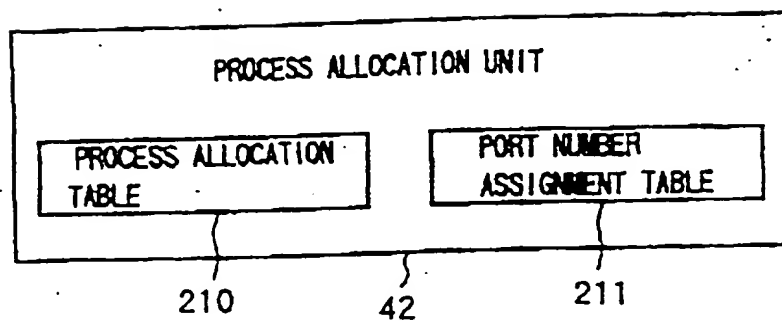 PROCESS ALLOCATION UNIT
PROCESS ALLOCATION
TABLE
PORT NUMBER
ASSIGNMENT TABLE
210
42
211